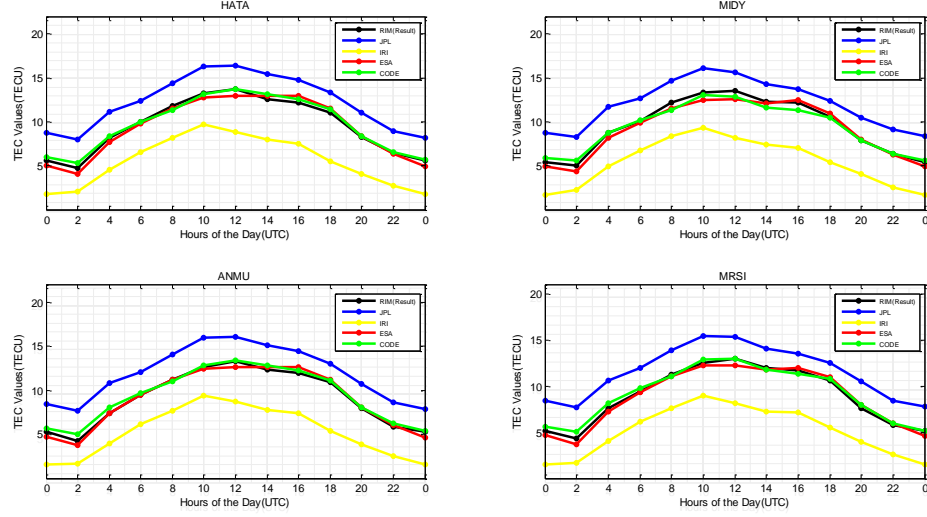 HATA
20
15
10
5
TEC Values(TECU)
RIM(Result)
JPL
IRI
ESA
CODE
0 2 4 6 8 10 12 14 16 18 20 22 0
Hours of the Day(UTC)
MIDY
20
15
10
5
TEC Values(TECU)
RIM(Result)
JPL
IRI
ESA
CODE
0 2 4 6 8 10 12 14 16 18 20 22 0
Hours of the Day(UTC)
ANMU
20
15
10
5
TEC Values(TECU)
RIM(Result)
JPL
IRI
ESA
CODE
0 2 4 6 8 10 12 14 16 18 20 22 0
Hours of the Day(UTC)
MRSI
20
15
10
5
TEC Values(TECU)
RIM(Result)
JPL
IRI
ESA
CODE
0 2 4 6 8 10 12 14 16 18 20 22 0
Hours of the Day(UTC)